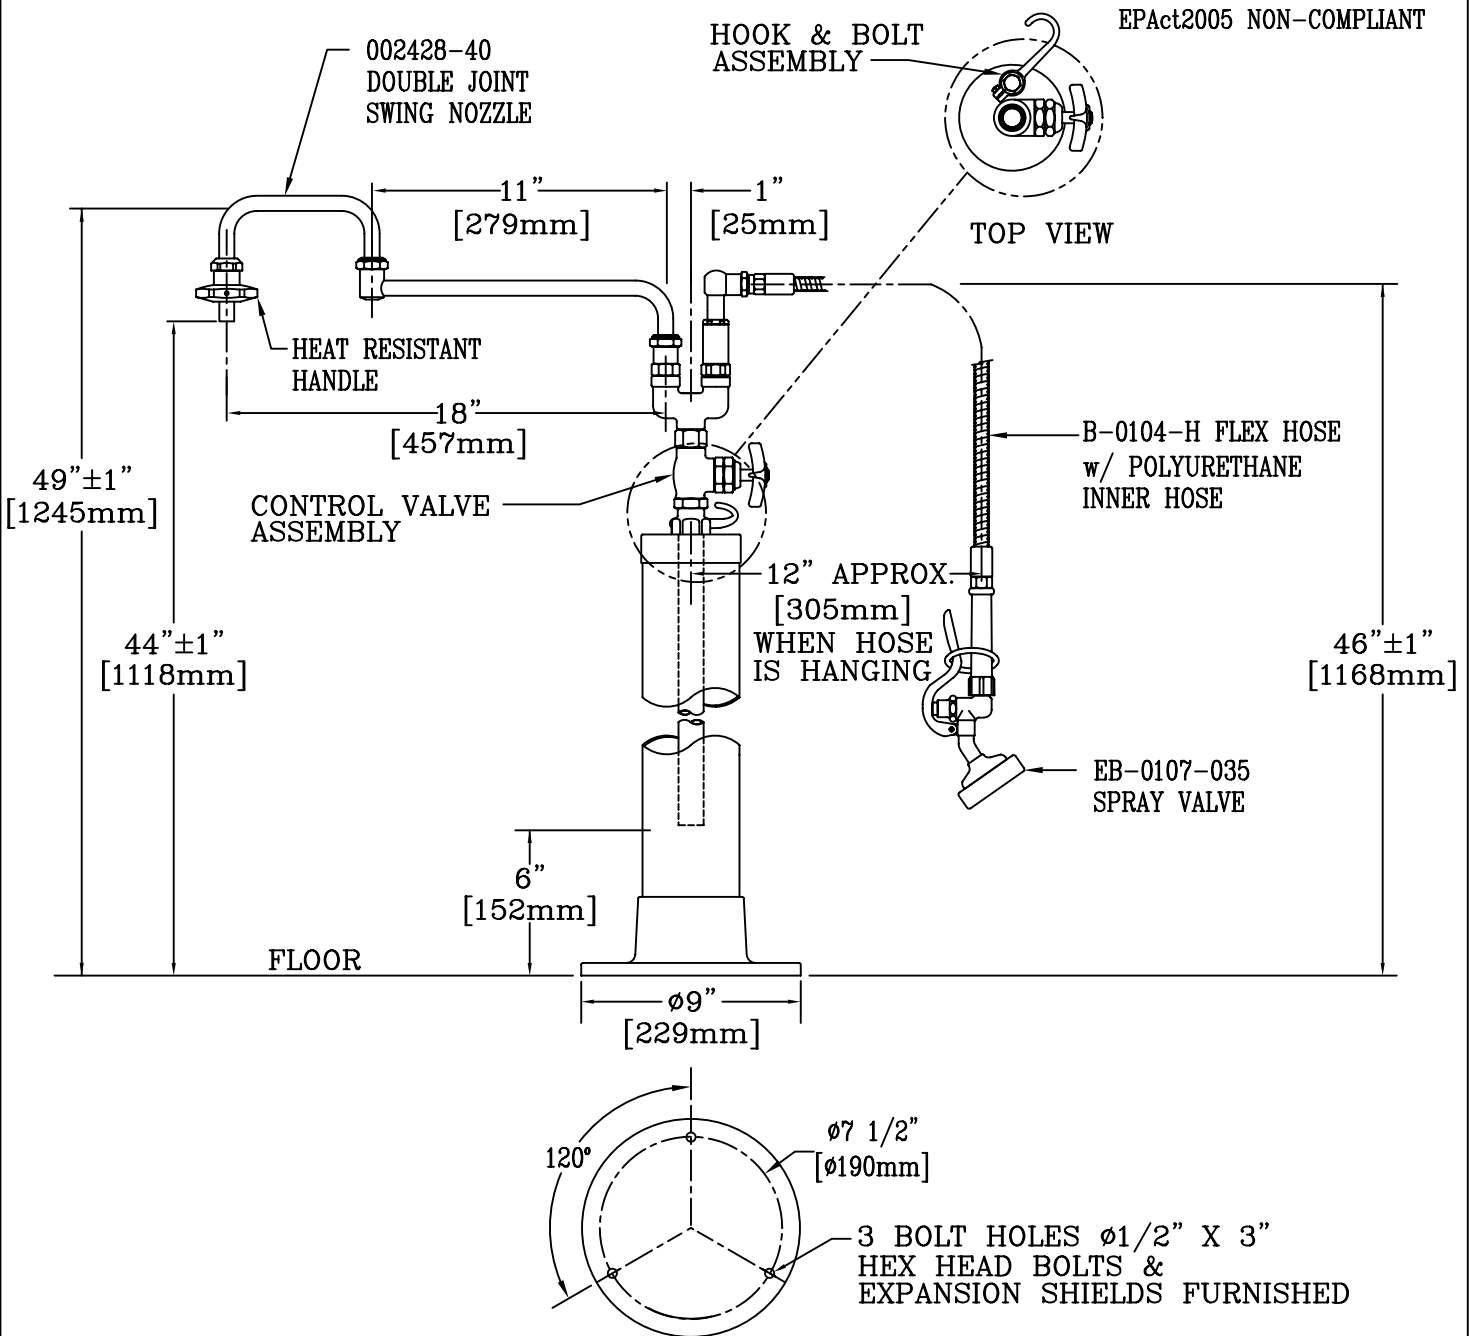 EPAct2005 NON-COMPLIANT
HOOK & BOLT
ASSEMBLY
002428-40
DOUBLE JOINT
SWING NOZZLE
11"
[279mm]
1"
[25mm]
TOP VIEW
HEAT RESISTANT
HANDLE
18"
[457mm]
B-0104-H FLEX HOSE
w/ POLYURETHANE
INNER HOSE
49"±1"
[1245mm]
CONTROL VALVE
ASSEMBLY
12" APPROX.
[305mm]
WHEN HOSE
IS HANGING
44"±1"
[1118mm]
46"±1"
[1168mm]
EB-0107-035
SPRAY VALVE
6"
[152mm]
FLOOR
ø9"
[229mm]
120°
ø7 1/2"
[ø190mm]
3 BOLT HOLES ø1/2" X 3"
HEX HEAD BOLTS &
EXPANSION SHIELDS FURNISHED